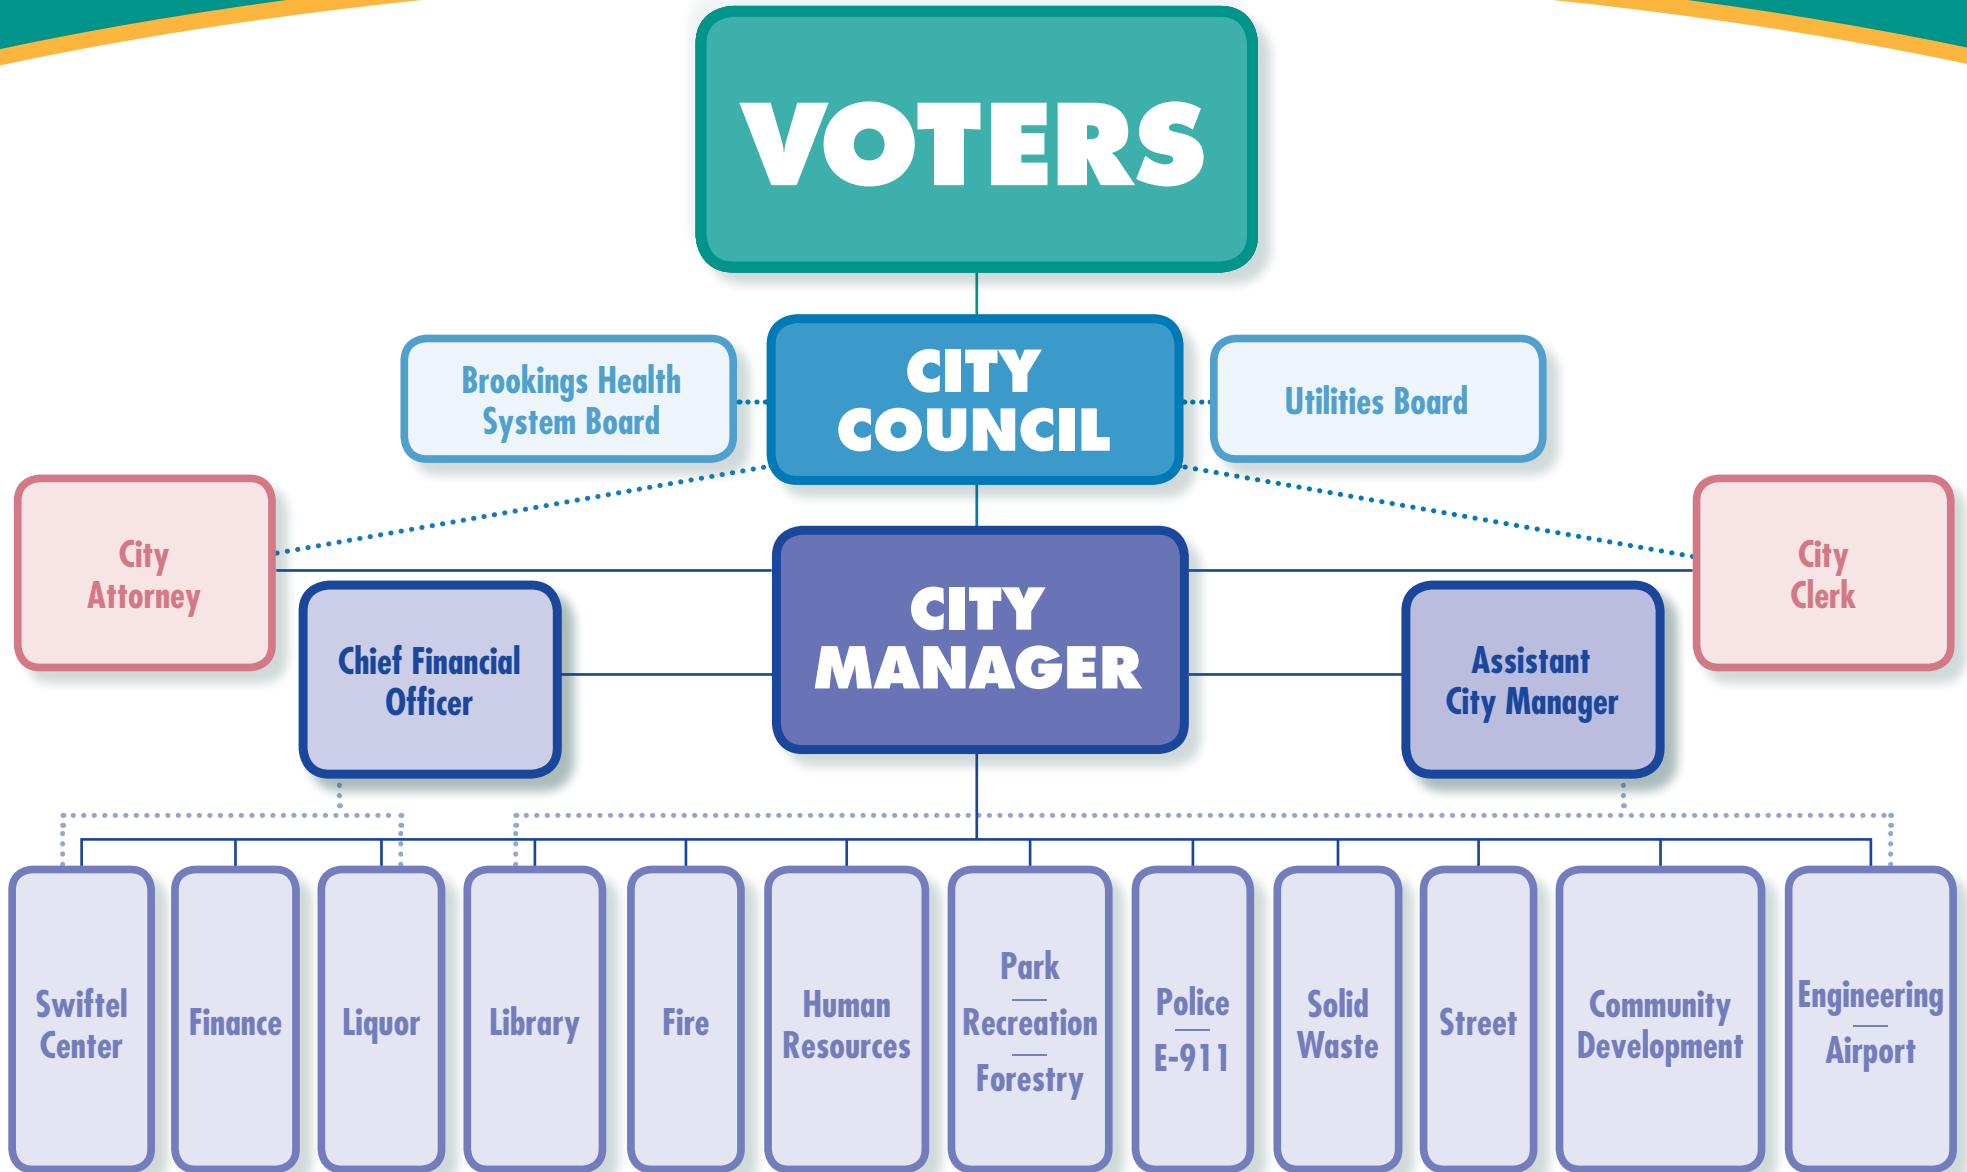 VOTERS
CITY
COUNCIL
Brookings Health
System Board
Utilities Board
City
Attorney
City
Clerk
CITY
MANAGER
Chief Financial
Officer
Assistant
City Manager
Swiftel
Center
Finance
Liquor
Library
Fire
Human
Resources
Park
Recreation
Forestry
Police
E-911
Solid
Waste
Street
Community
Development
Engineering
Airport